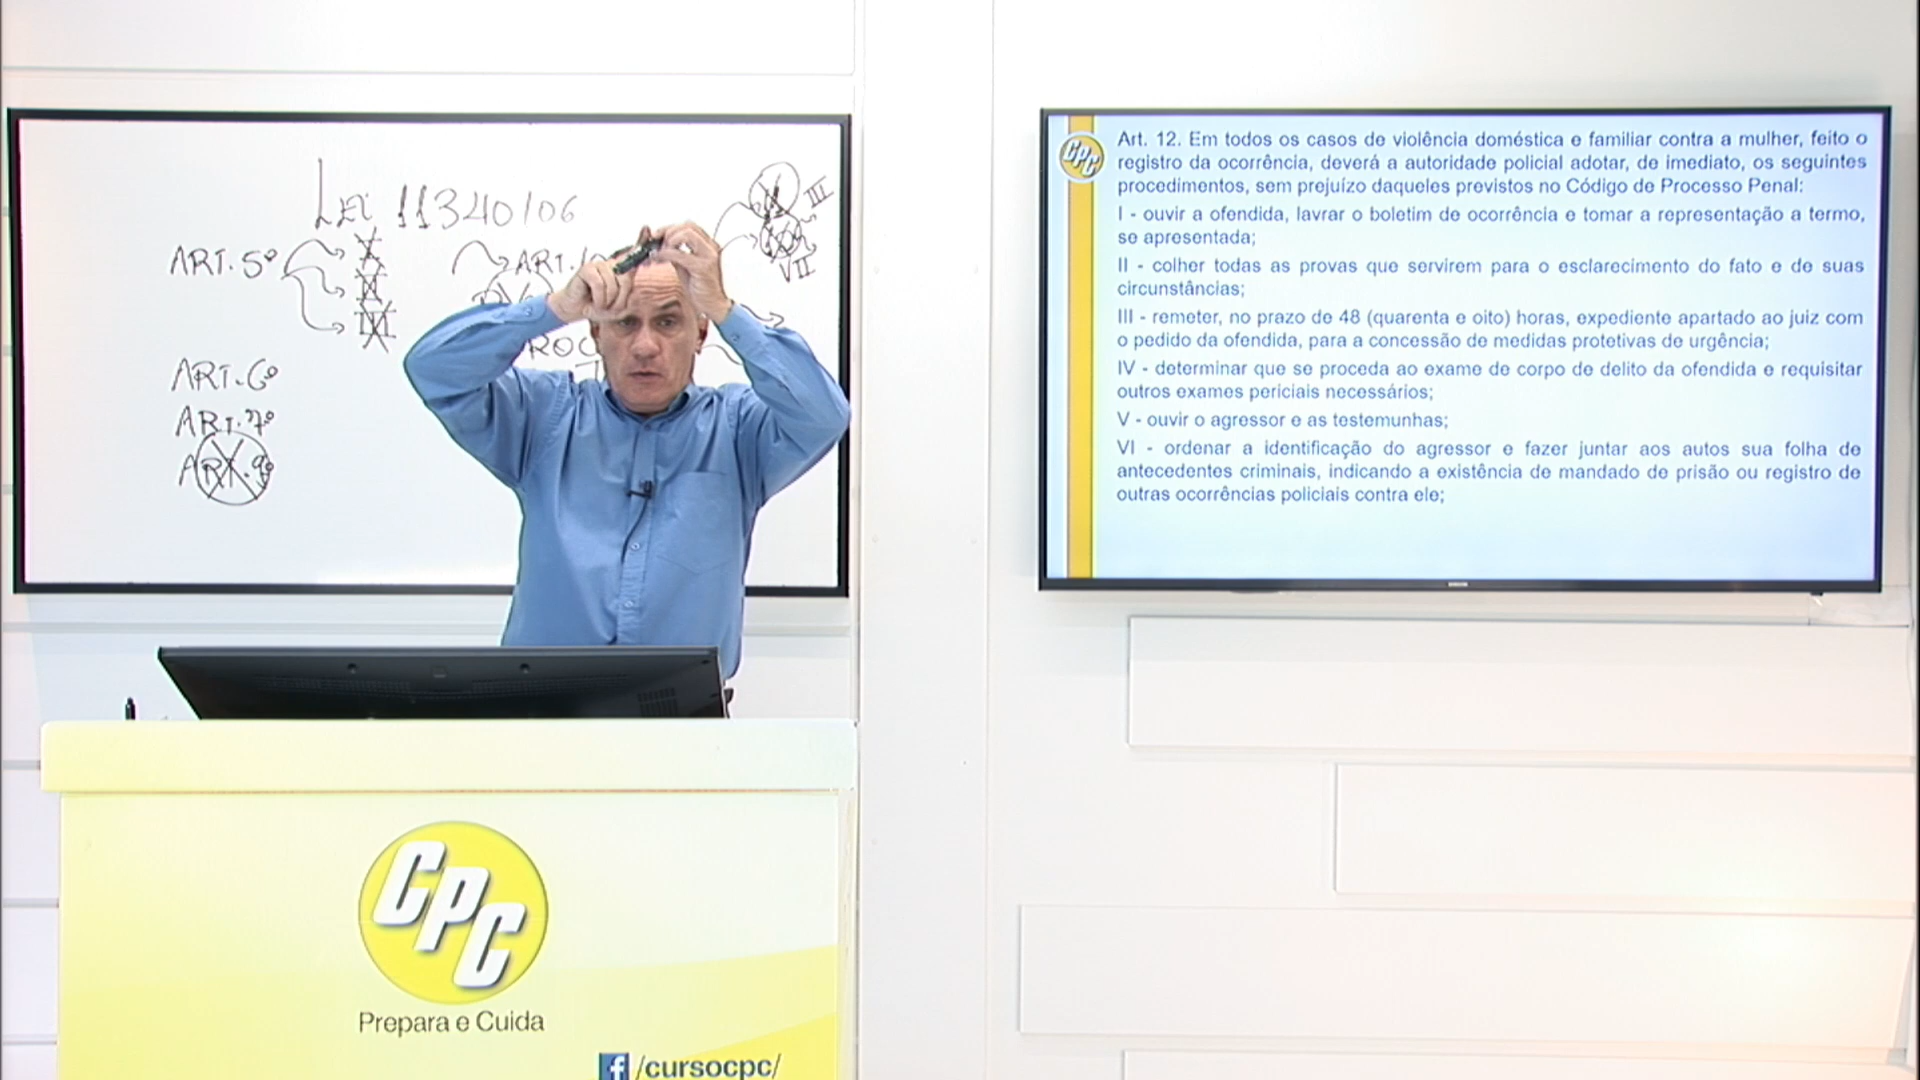 LEI 11340/06
ART. 5º
I
II
III
ART. 6º
ART. 7º
ART. 9º
ART.
III
VII
CPC
Art. 12. Em todos os casos de violência doméstica e familiar contra a mulher, feito o
registro da ocorrência, deverá a autoridade policial adotar, de imediato, os seguintes
procedimentos, sem prejuízo daqueles previstos no Código de Processo Penal:
I - ouvir a ofendida, lavrar o boletim de ocorrência e tomar a representação a termo,
se apresentada;
II - colher todas as provas que servirem para o esclarecimento do fato e de suas
circunstâncias;
III - remeter, no prazo de 48 (quarenta e oito) horas, expediente apartado ao juiz com
o pedido da ofendida, para a concessão de medidas protetivas de urgência;
IV - determinar que se proceda ao exame de corpo de delito da ofendida e requisitar
outros exames periciais necessários;
V - ouvir o agressor e as testemunhas;
VI - ordenar a identificação do agressor e fazer juntar aos autos sua folha de
antecedentes criminais, indicando a existência de mandado de prisão ou registro de
outras ocorrências policiais contra ele;
CPC
Prepara e Cuida
f /cursocpc/